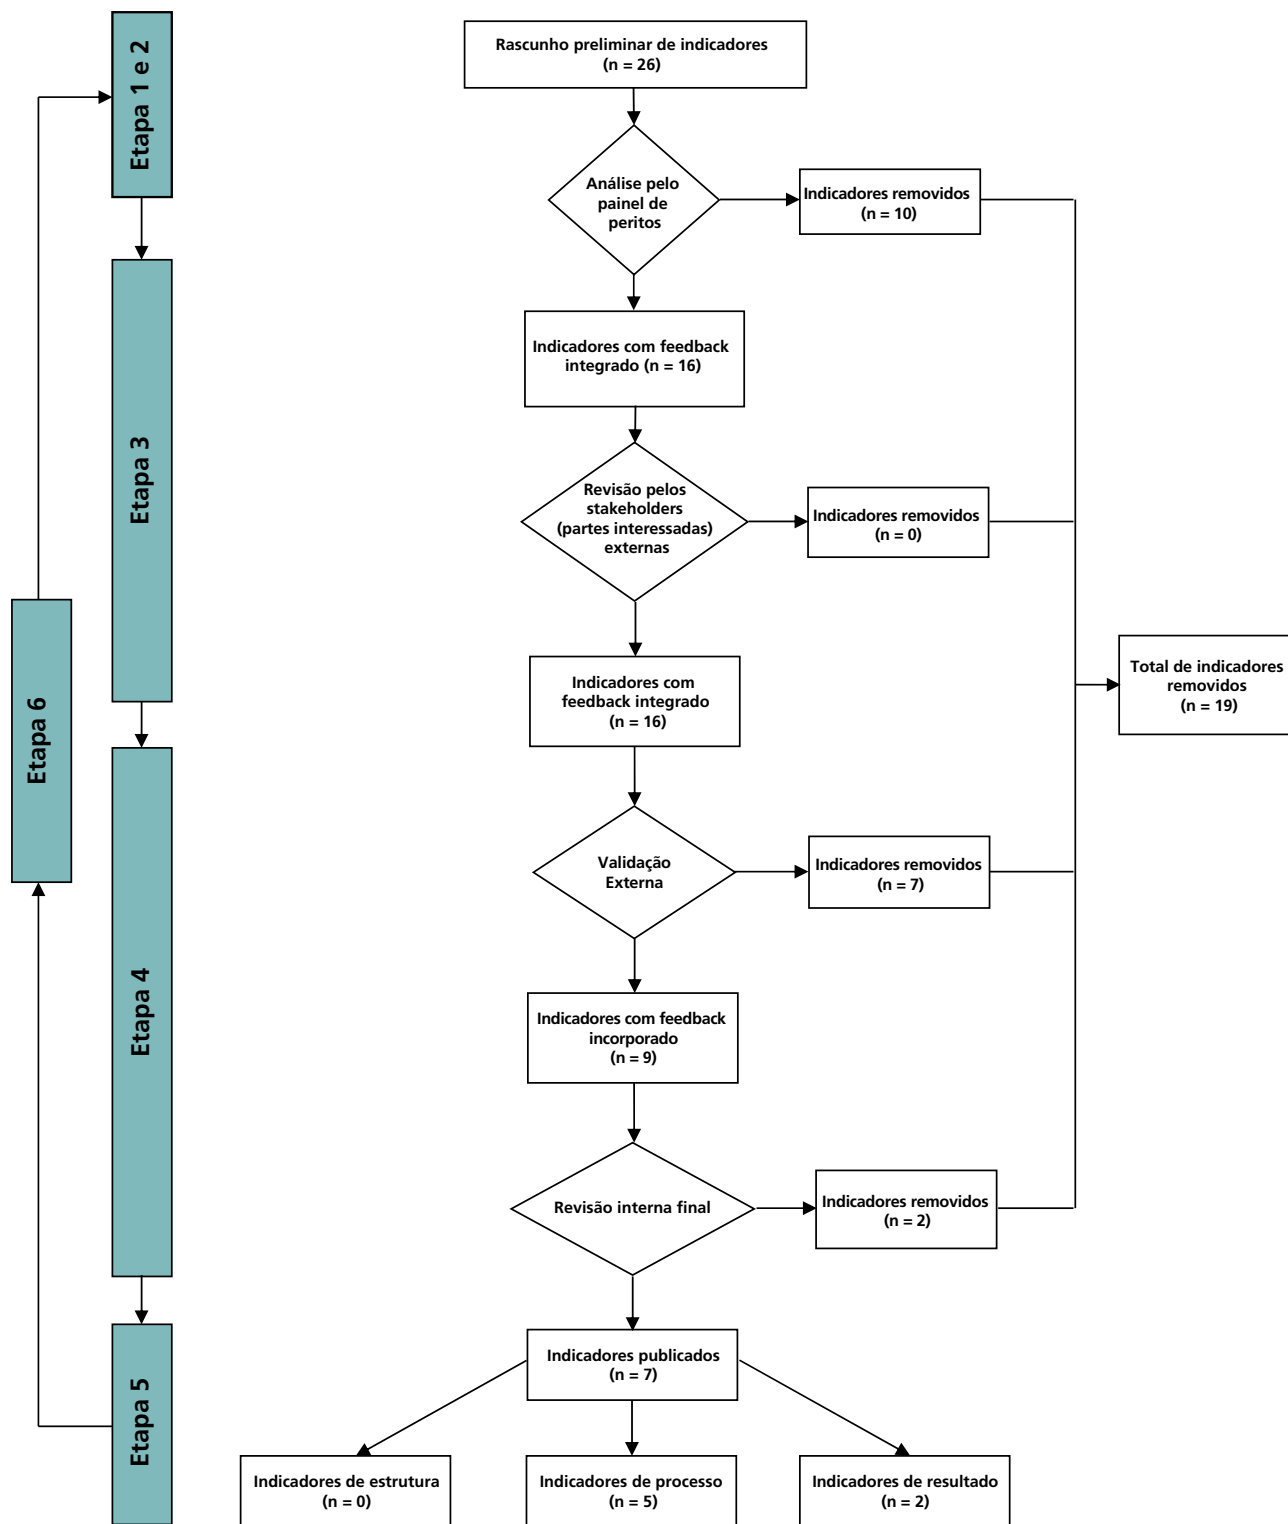 Etapa 1 e 2
Etapa 3
Etapa 6
Etapa 4
Etapa 5
Rascunho preliminar de indicadores
(n = 26)
Análise pelo
painel de
peritos
Indicadores removidos
(n = 10)
Indicadores com feedback
integrado (n = 16)
Revisão pelos
stakeholders
(partes interessadas)
externas
Indicadores removidos
(n = 0)
Indicadores com
feedback integrado
(n = 16)
Total de indicadores
removidos
(n = 19)
Validação
Externa
Indicadores removidos
(n = 7)
Indicadores com feedback
incorporado
(n = 9)
Revisão interna final
Indicadores removidos
(n = 2)
Indicadores publicados
(n = 7)
Indicadores de estrutura
(n = 0)
Indicadores de processo
(n = 5)
Indicadores de resultado
(n = 2)